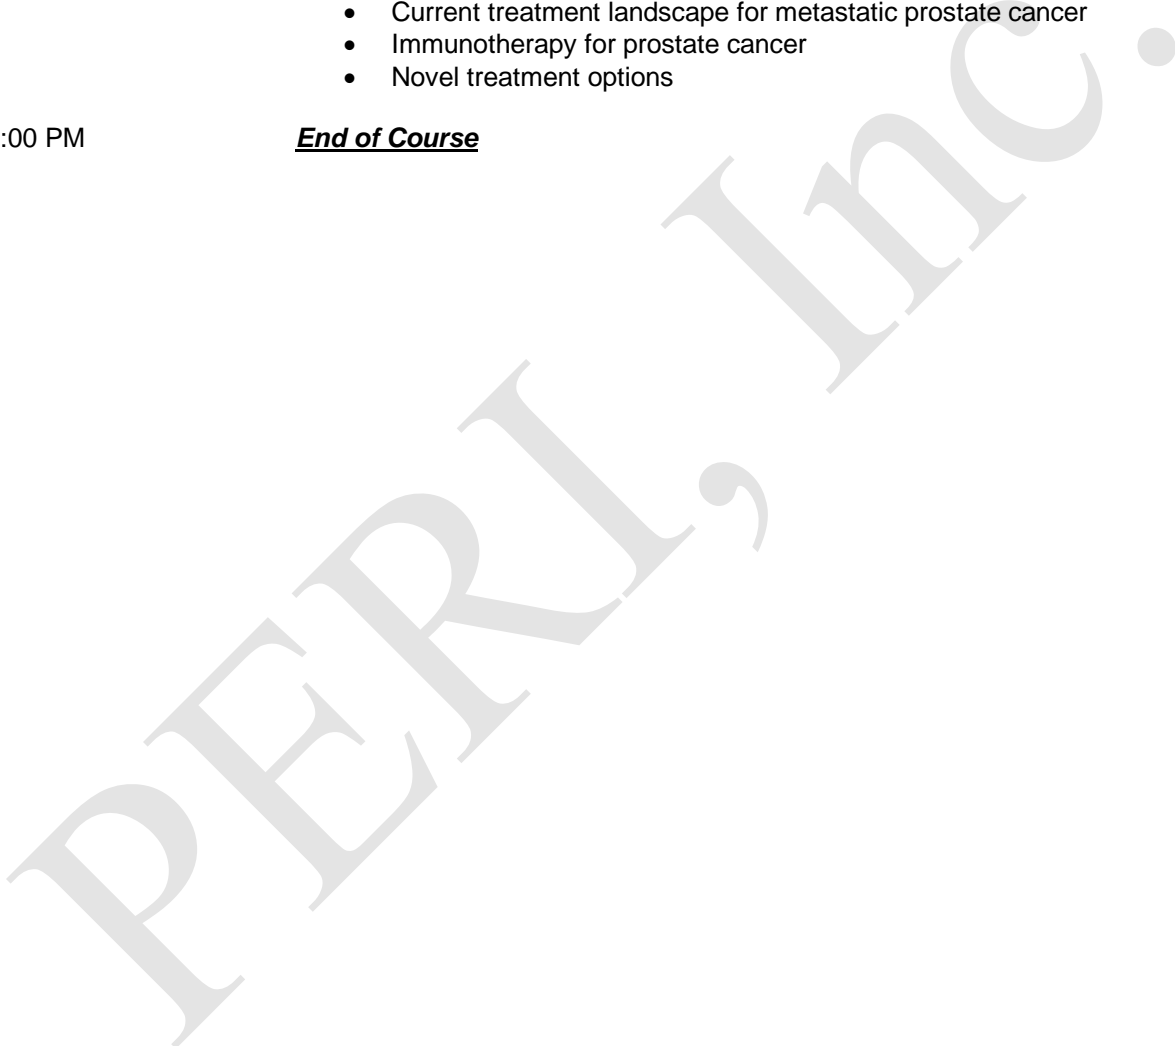 • Current treatment landscape for metastatic prostate cancer
• Immunotherapy for prostate cancer
• Novel treatment options
:00 PM End of Course
PERI, Inc.